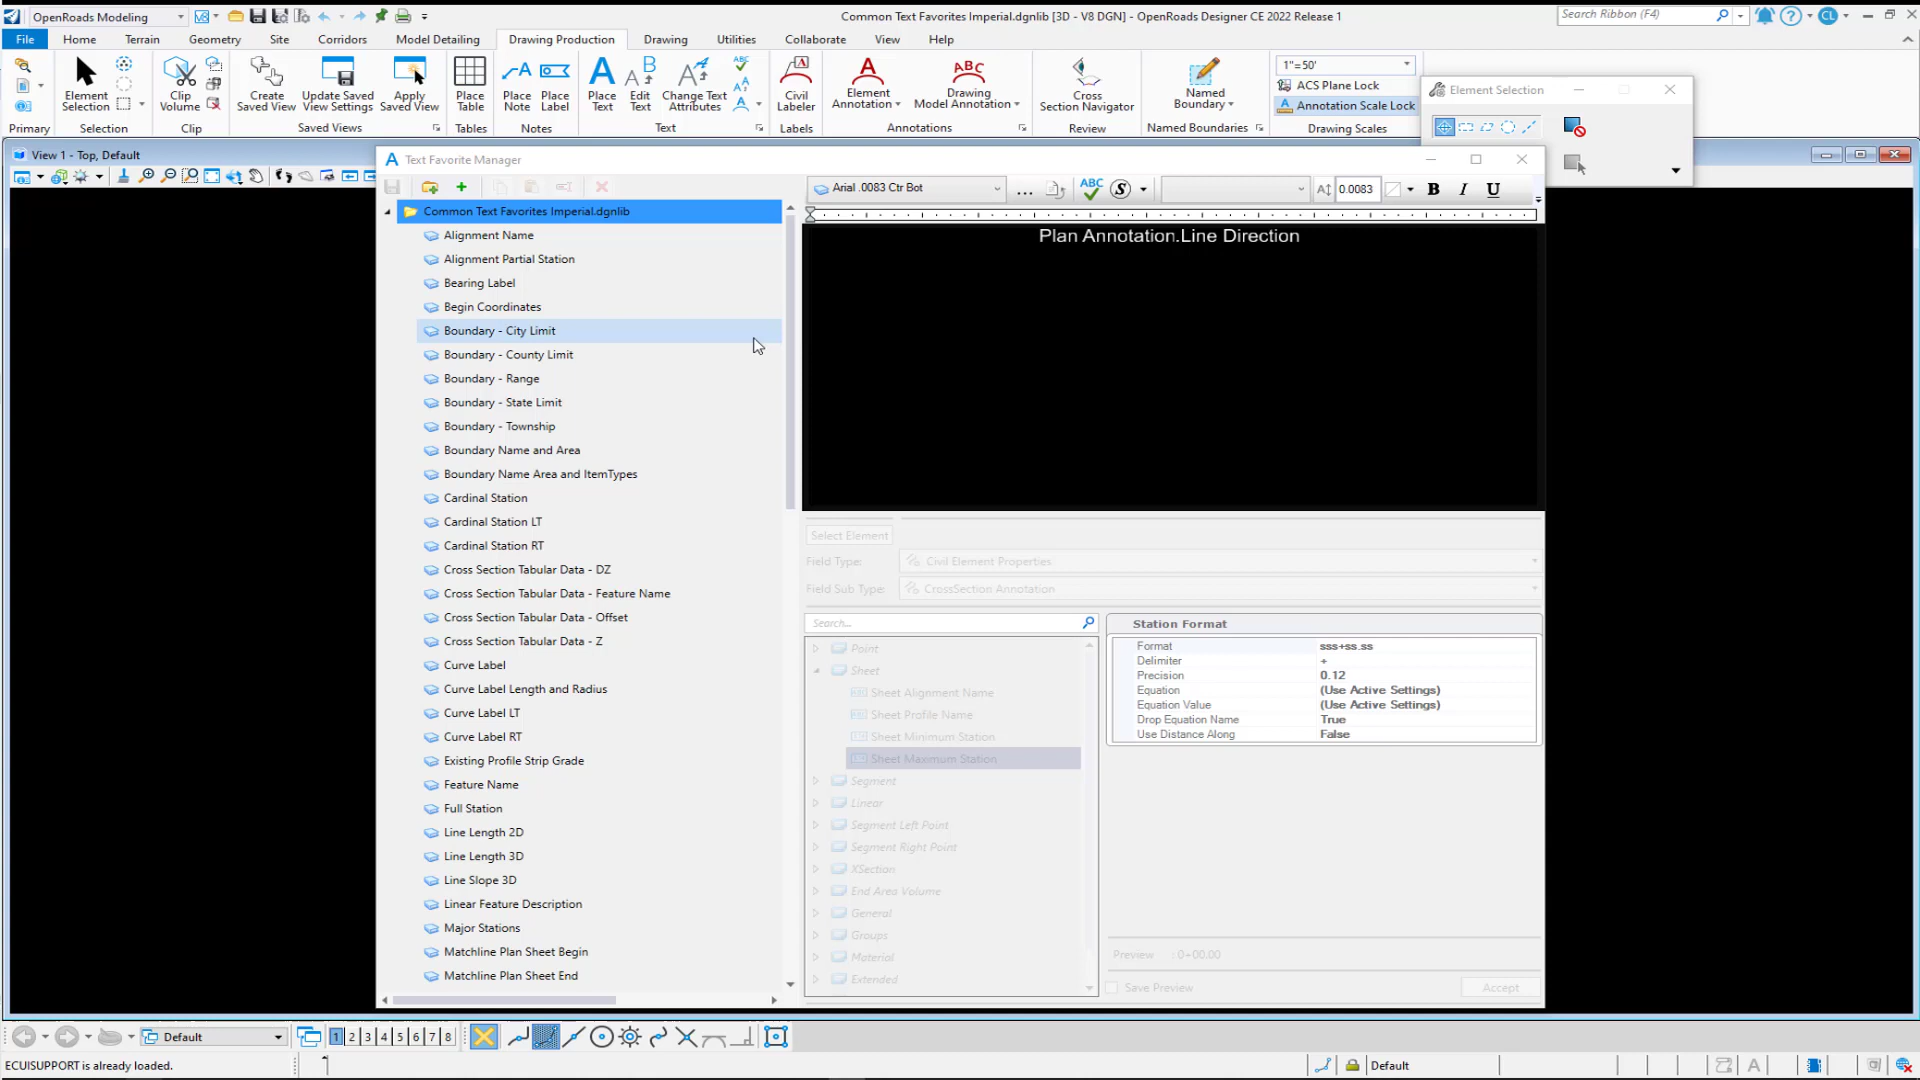 OpenRoads Modeling
Common Text Favorites Imperial.dgnlib [3D - V8 DGN] - OpenRoads Designer CE 2022 Release 1
Search Ribbon (F4)
CL
File
Home
Terrain
Geometry
Site
Corridors
Model Detailing
Drawing Production
Drawing
Utilities
Collaborate
View
Help
Element Selection
Clip Volume
Create Saved View
Update Saved View Settings
Apply Saved View
Place Table
Place Note
Place Label
Place Text
Edit Text
Change Text Attributes
Civil Labeler
Element Annotation
Drawing Model Annotation
Cross Section Navigator
Named Boundary
1"=50'
ACS Plane Lock
Annotation Scale Lock
Primary
Selection
Clip
Saved Views
Tables
Notes
Text
Labels
Annotations
Review
Named Boundaries
Drawing Scales
Element Selection
View 1 - Top, Default
Text Favorite Manager
Arial .0083 Ctr Bot
ABC
0.0083
B
I
U
Common Text Favorites Imperial.dgnlib
Alignment Name
Alignment Partial Station
Bearing Label
Begin Coordinates
Boundary - City Limit
Boundary - County Limit
Boundary - Range
Boundary - State Limit
Boundary - Township
Boundary Name and Area
Boundary Name Area and ItemTypes
Cardinal Station
Cardinal Station LT
Cardinal Station RT
Cross Section Tabular Data - DZ
Cross Section Tabular Data - Feature Name
Cross Section Tabular Data - Offset
Cross Section Tabular Data - Z
Curve Label
Curve Label Length and Radius
Curve Label LT
Curve Label RT
Existing Profile Strip Grade
Feature Name
Full Station
Line Length 2D
Line Length 3D
Line Slope 3D
Linear Feature Description
Major Stations
Matchline Plan Sheet Begin
Matchline Plan Sheet End
Plan Annotation.Line Direction
Select Element
Field Type:
Civil Element Properties
Field Sub Type:
CrossSection Annotation
Search...
Point
Sheet
Sheet Alignment Name
Sheet Profile Name
Sheet Minimum Station
Sheet Maximum Station
Segment
Linear
Segment Left Point
Segment Right Point
XSection
End Area Volume
General
Groups
Material
Extended
Station Format
Format sss+ss.ss
Delimiter +
Precision 0.12
Equation (Use Active Settings)
Equation Value (Use Active Settings)
Drop Equation Name True
Use Distance Along False
Preview : 0+00.00
Save Preview
Accept
Default
1 2 3 4 5 6 7 8
ECUISUPPORT is already loaded.
Default